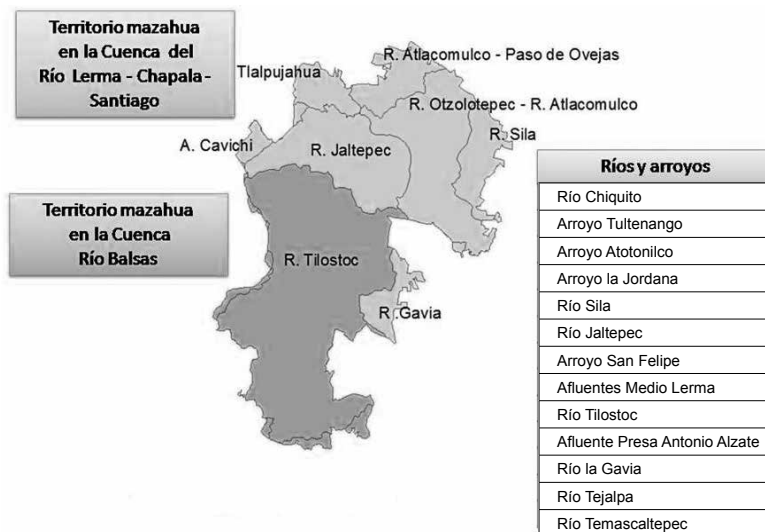 Territorio mazahua
en la Cuenca del
Río Lerma - Chapala -
Santiago
R. Atlacomulco - Paso de Ovejas
Tlalpujahua
R. Otzolotepec - R. Atlacomulco
R. Sila
A. Cavichi
R. Jaltepec
Territorio mazahua
en la Cuenca
Río Balsas
R. Tilostoc
R .Gavia
Ríos y arroyos
Río Chiquito
Arroyo Tultenango
Arroyo Atotonilco
Arroyo la Jordana
Río Sila
Río Jaltepec
Arroyo San Felipe
Afluentes Medio Lerma
Río Tilostoc
Afluente Presa Antonio Alzate
Río la Gavia
Río Tejalpa
Río Temascaltepec